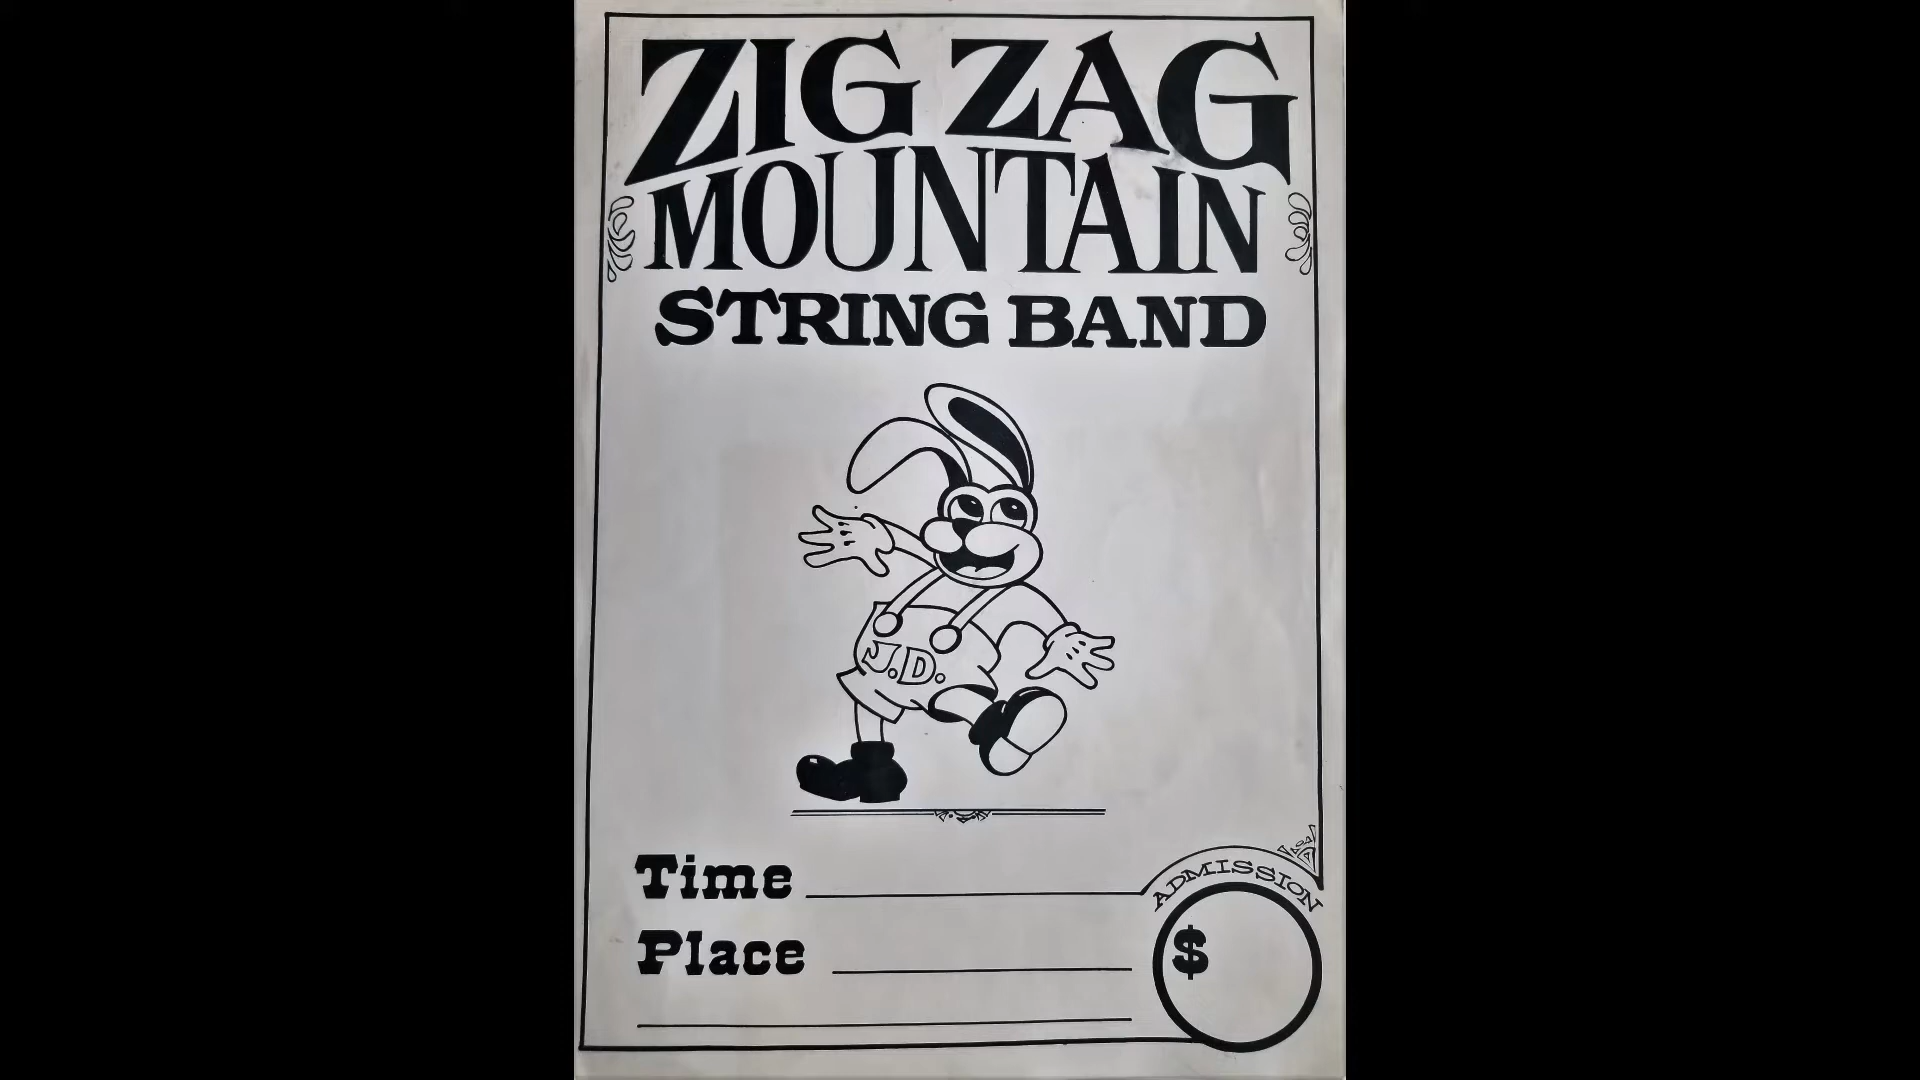 ZIG ZAG
MOUNTAIN
STRING BAND
J.D.
Time
Place
ADMISSION
$